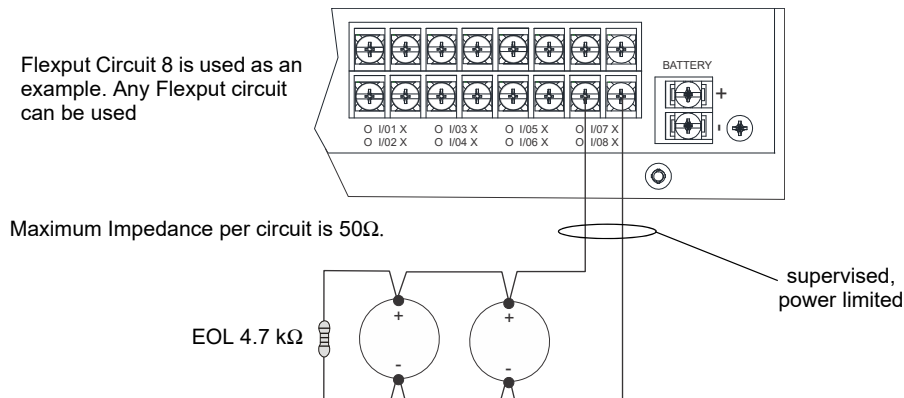 Flexput Circuit 8 is used as an
example. Any Flexput circuit
can be used
BATTERY
+
-
O I/01 X
O I/02 X
O I/03 X
O I/04 X
O I/05 X
O I/06 X
O I/07 X
O I/08 X
Maximum Impedance per circuit is 50Ω.
supervised,
power limited
EOL 4.7 kΩ
+
-
+
-